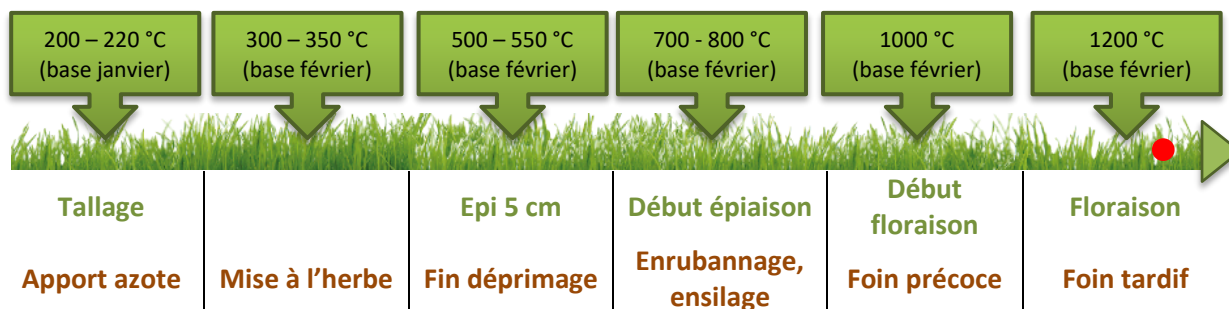 200 – 220 °C
(base janvier)
300 – 350 °C
(base février)
500 – 550 °C
(base février)
700 - 800 °C
(base février)
1000 °C
(base février)
1200 °C
(base février)
Tallage
Epi 5 cm
Début épiaison
Début
floraison
Floraison
Apport azote
Mise à l’herbe
Fin déprimage
Enrubannage,
ensilage
Foin précoce
Foin tardif